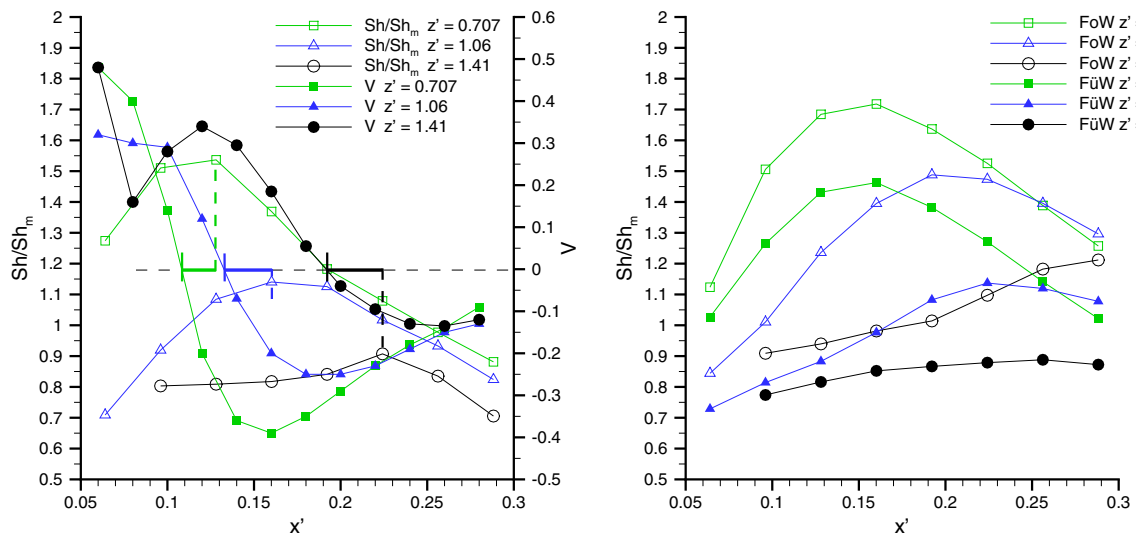 2
1.9
1.8
1.7
1.6
1.5
1.4
1.3
1.2
1.1
1
0.9
0.8
0.7
0.6
0.5
Sh/Sh_m
0.05 0.1 0.15 0.2 0.25 0.3
x'
0.6
0.5
0.4
0.3
0.2
0.1
0
-0.1
-0.2
-0.3
-0.4
-0.5
V
Sh/Sh_m z' = 0.707
Sh/Sh_m z' = 1.06
Sh/Sh_m z' = 1.41
V z' = 0.707
V z' = 1.06
V z' = 1.41
2
1.9
1.8
1.7
1.6
1.5
1.4
1.3
1.2
1.1
1
0.9
0.8
0.7
0.6
0.5
Sh/Sh_m
0.05 0.1 0.15 0.2 0.25 0.3
x'
FoW z' =
FoW z' =
FoW z' =
FüW z' =
FüW z' =
FüW z' =